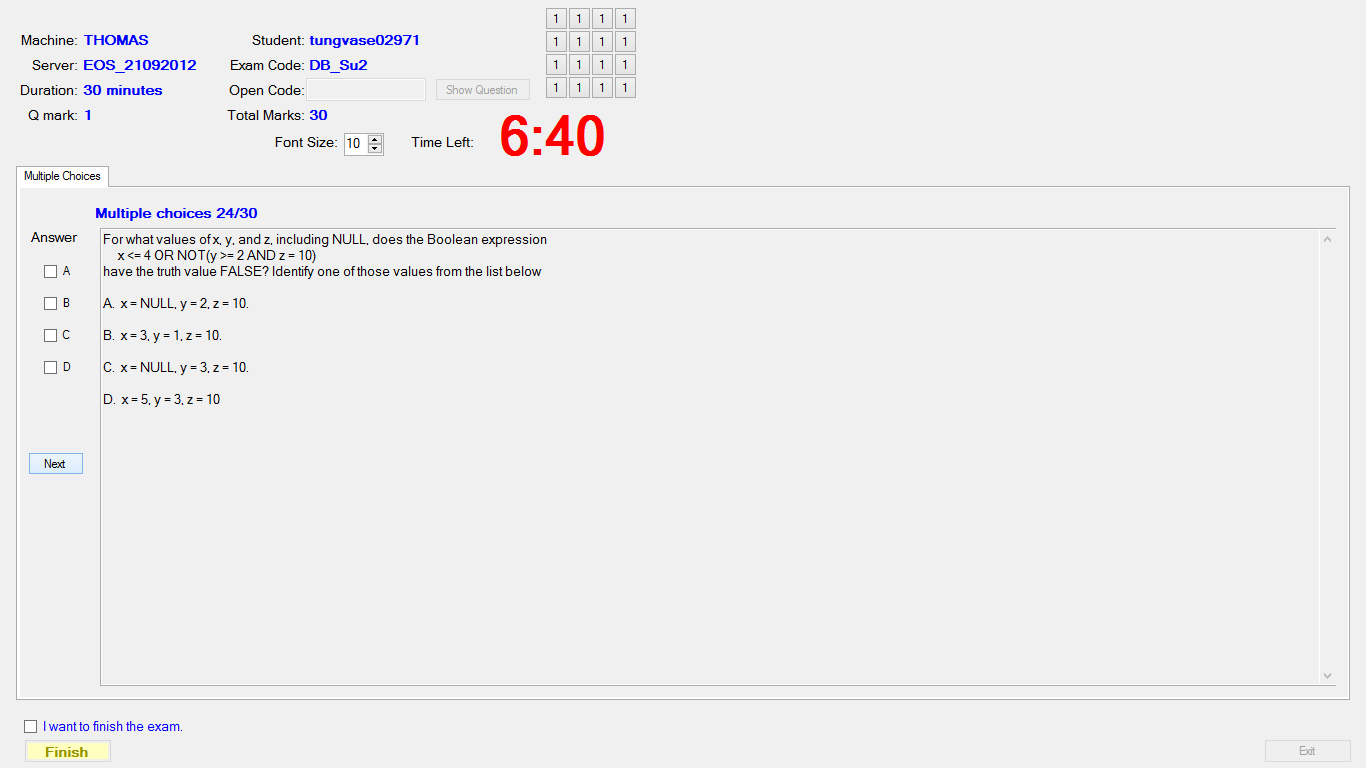 Machine: THOMAS
Student: tungvase02971
Server: EOS_21092012
Exam Code: DB_Su2
Duration: 30 minutes
Open Code:
Show Question
Q mark: 1
Total Marks: 30
1 1 1 1
1 1 1 1
1 1 1 1
1 1 1 1
Font Size: 10
Time Left: 6:40
Multiple Choices
Multiple choices 24/30
Answer
A
B
C
D
Next
For what values of x, y, and z, including NULL, does the Boolean expression
x <= 4 OR NOT(y >= 2 AND z = 10)
have the truth value FALSE? Identify one of those values from the list below
A. x = NULL, y = 2, z = 10.
B. x = 3, y = 1, z = 10.
C. x = NULL, y = 3, z = 10.
D. x = 5, y = 3, z = 10
I want to finish the exam.
Finish
Exit